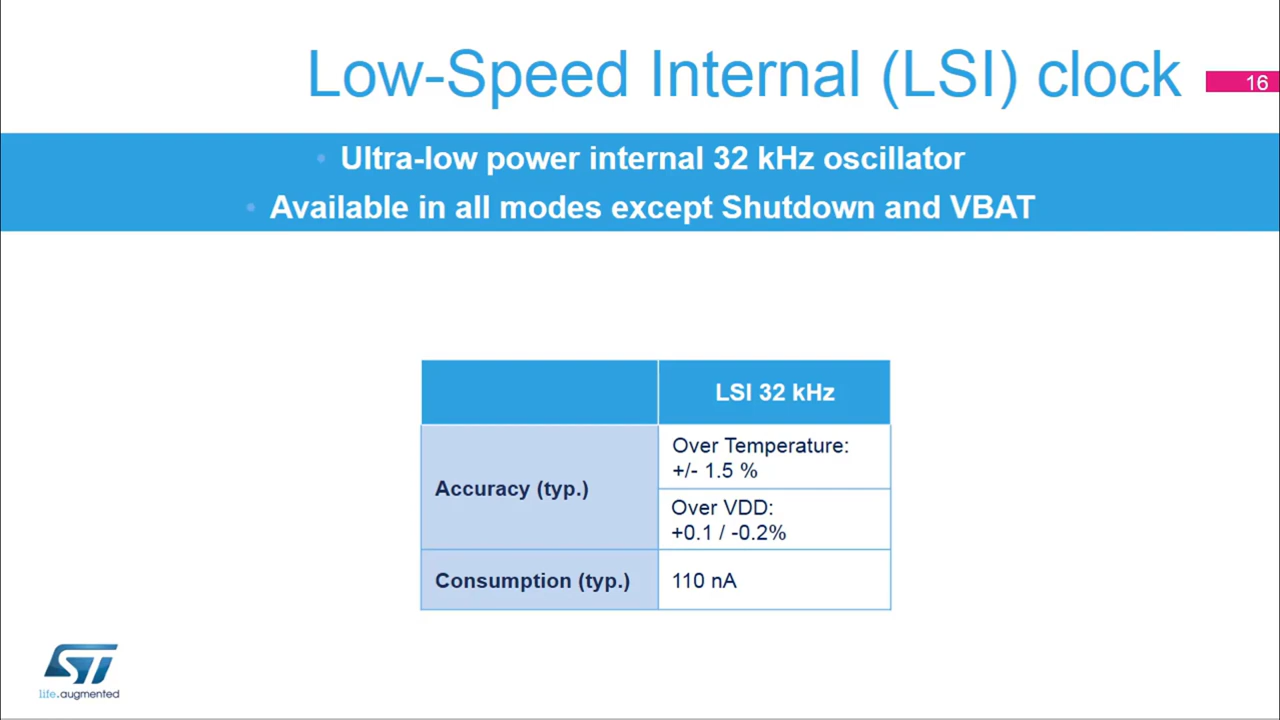 Low-Speed Internal (LSI) clock
16
• Ultra-low power internal 32 kHz oscillator
• Available in all modes except Shutdown and VBAT
LSI 32 kHz
Accuracy (typ.)
Over Temperature:
+/- 1.5 %
Over VDD:
+0.1 / -0.2%
Consumption (typ.)
110 nA
ST
life.augmented